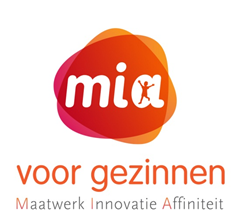 mia
voor gezinnen
Maatwerk Innovatie Affiniteit